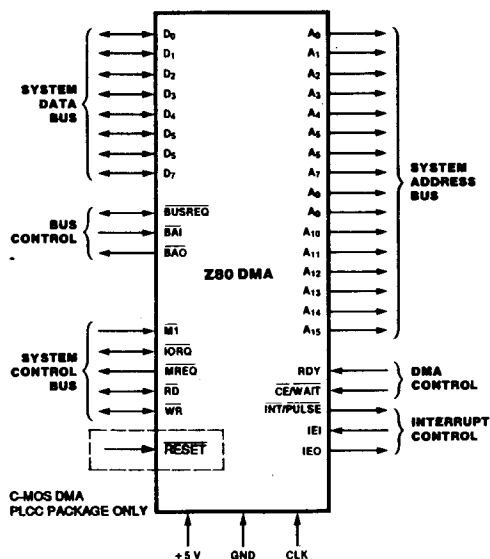 D₀
D₁
D₂
D₃
D₄
D₅
D₆
D₇
SYSTEM
DATA
BUS
BUSREQ
BAI
BAO
BUS
CONTROL
M1
IORQ
MREQ
RD
WR
SYSTEM
CONTROL
BUS
RESET
C-MOS DMA
PLCC PACKAGE ONLY
Z80 DMA
A₀
A₁
A₂
A₃
A₄
A₅
A₆
A₇
A₈
A₉
A₁₀
A₁₁
A₁₂
A₁₃
A₁₄
A₁₅
SYSTEM
ADDRESS
BUS
RDY
CE/WAIT
DMA
CONTROL
INT/PULSE
IEI
IEO
INTERRUPT
CONTROL
+5 V
GND
CLK